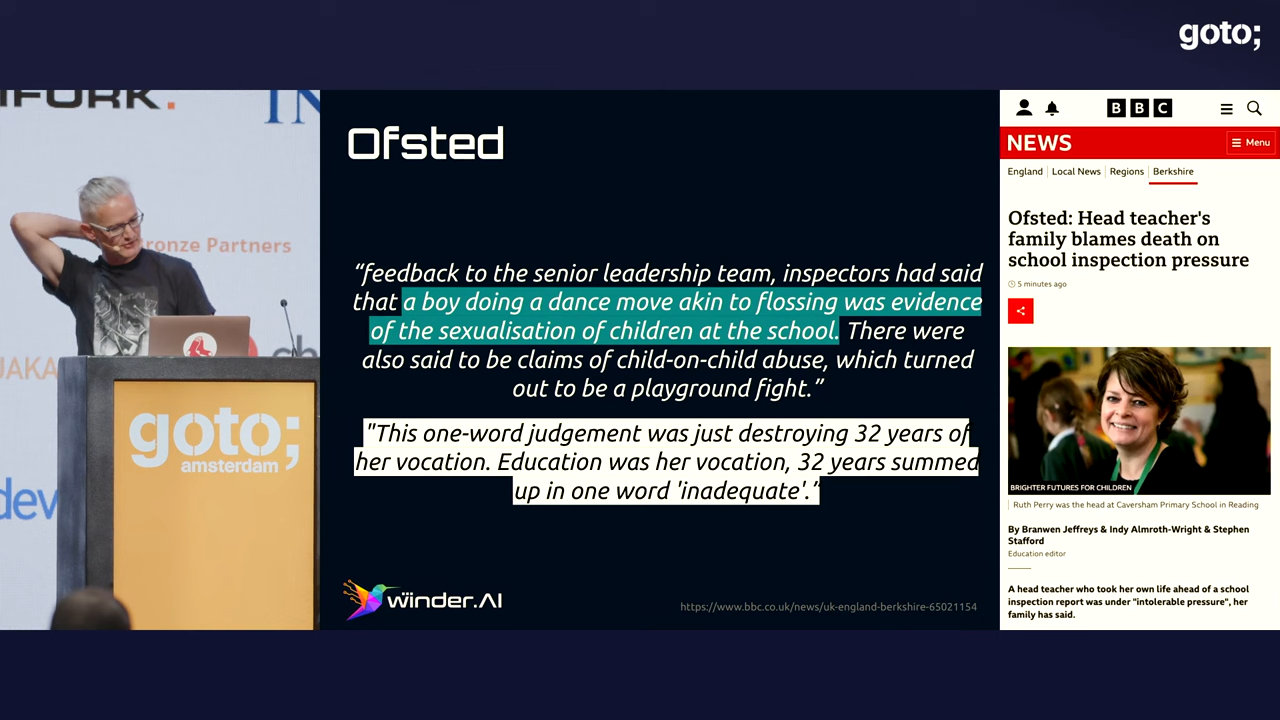 goto;
IFORK.
IN
Bronze Partners
JAKA
ch
goto;
amsterdam
dev
Ofsted
“feedback to the senior leadership team, inspectors had said
that a boy doing a dance move akin to flossing was evidence
of the sexualisation of children at the school. There were
also said to be claims of child-on-child abuse, which turned
out to be a playground fight.”
"This one-word judgement was just destroying 32 years of
her vocation. Education was her vocation, 32 years summed
up in one word 'inadequate'.”
winder.AI
https://www.bbc.co.uk/news/uk-england-berkshire-65021154
BBC
NEWS
Menu
England Local News Regions Berkshire
Ofsted: Head teacher's
family blames death on
school inspection pressure
5 minutes ago
BRIGHTER FUTURES FOR CHILDREN
Ruth Perry was the head at Caversham Primary School in Reading
By Branwen Jeffreys & Indy Almroth-Wright & Stephen
Stafford
Education editor
A head teacher who took her own life ahead of a school
inspection report was under "intolerable pressure", her
family has said.